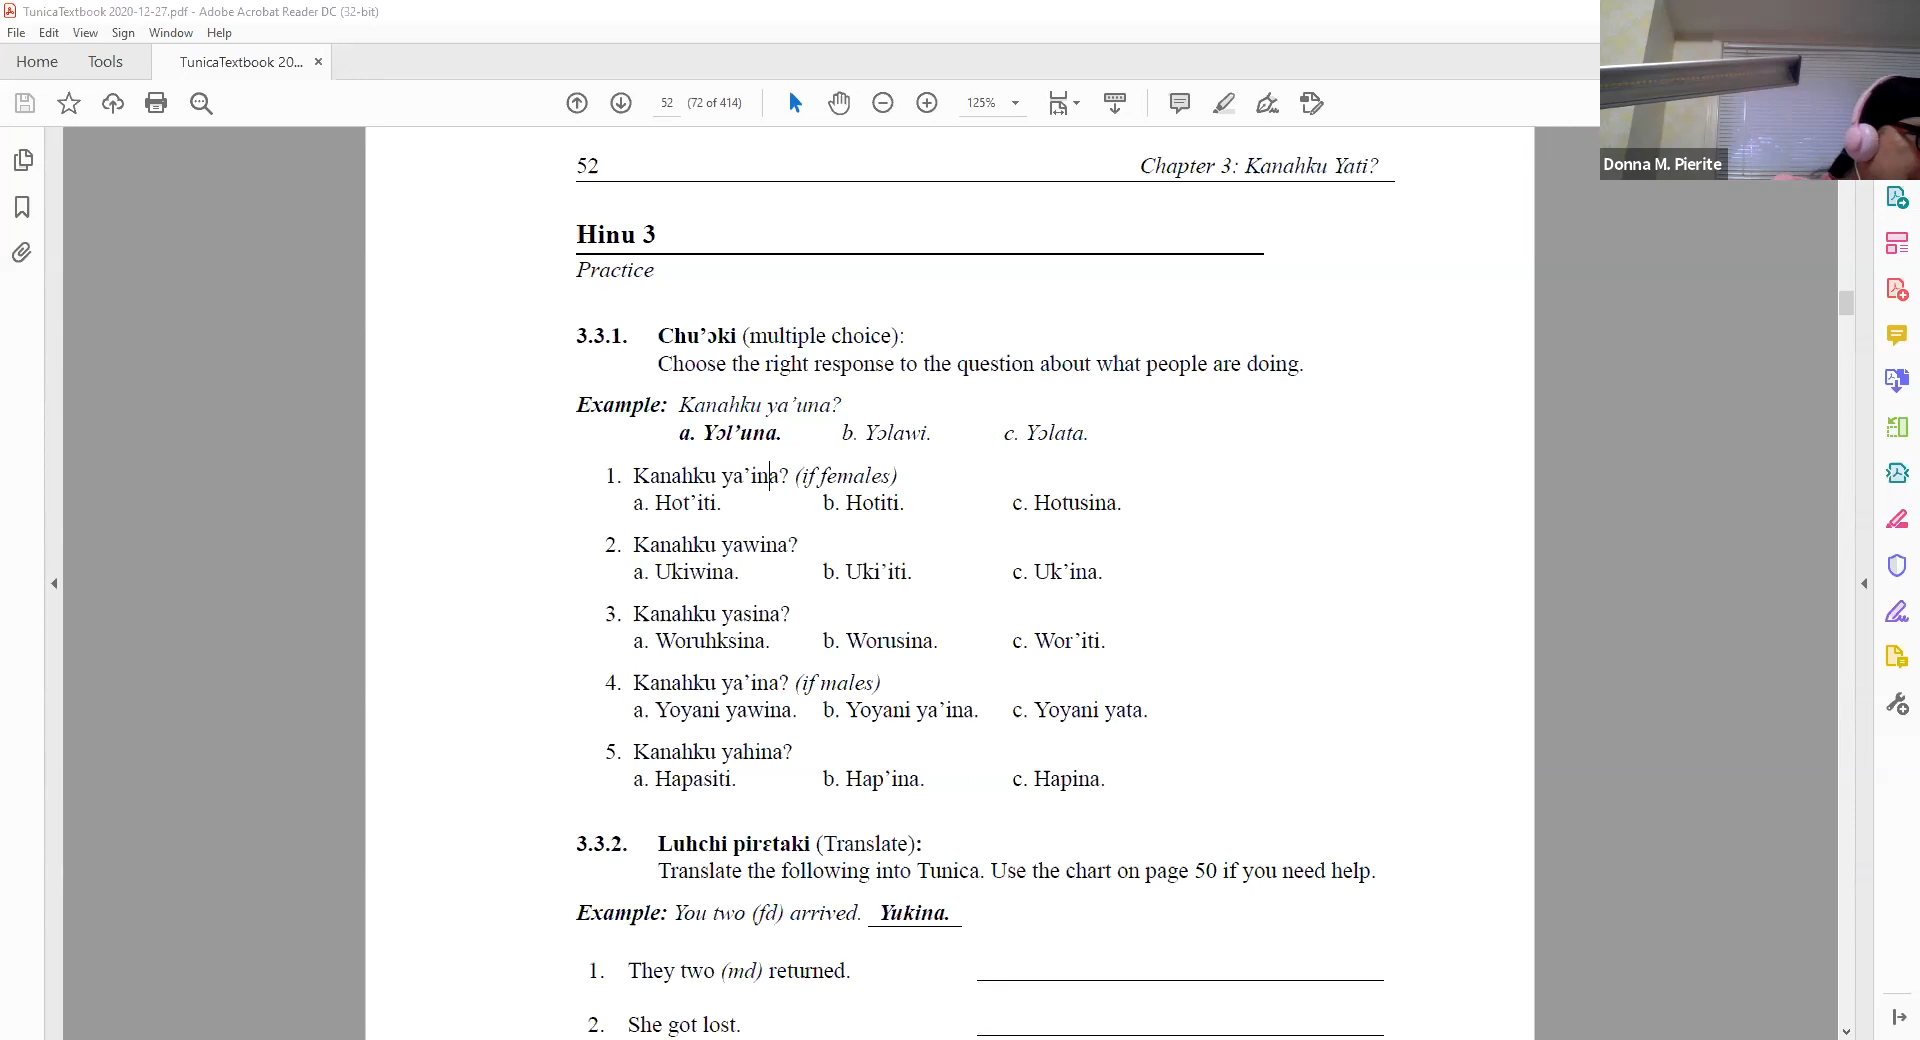 TunicaTextbook 2020-12-27.pdf - Adobe Acrobat Reader DC (32-bit)
File Edit View Sign Window Help
Home Tools TunicaTextbook 20... ×
52 (72 of 414) 125%
Donna M. Pierite
52 Chapter 3: Kanahku Yati?
Hinu 3
Practice
3.3.1. Chu’ɔki (multiple choice):
Choose the right response to the question about what people are doing.
Example: Kanahku ya’una?
a. Yɔl’una. b. Yɔlawi. c. Yɔlata.
1. Kanahku ya’ina? (if females)
a. Hot’iti. b. Hotiti. c. Hotusina.
2. Kanahku yawina?
a. Ukiwina. b. Uki’iti. c. Uk’ina.
3. Kanahku yasina?
a. Woruhksina. b. Worusina. c. Wor’iti.
4. Kanahku ya’ina? (if males)
a. Yoyani yawina. b. Yoyani ya’ina. c. Yoyani yata.
5. Kanahku yahina?
a. Hapasiti. b. Hap’ina. c. Hapina.
3.3.2. Luhchi pirɛtaki (Translate):
Translate the following into Tunica. Use the chart on page 50 if you need help.
Example: You two (fd) arrived. Yukina.
1. They two (md) returned.
2. She got lost.